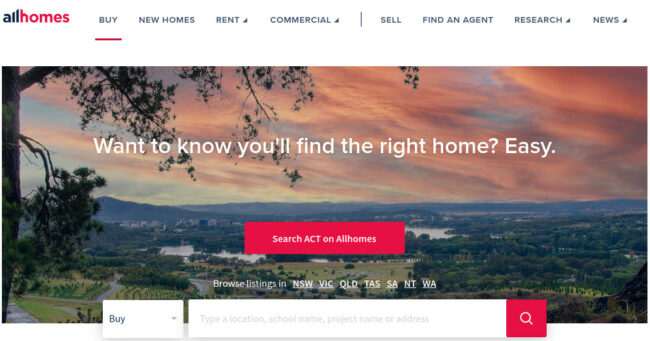 allhomes
BUY NEW HOMES RENT COMMERCIAL SELL FIND AN AGENT RESEARCH NEWS
Want to know you'll find the right home? Easy.
Search ACT on Allhomes
Browse listings in NSW VIC QLD TAS SA NT WA
Buy Type a location, school name, project name or address